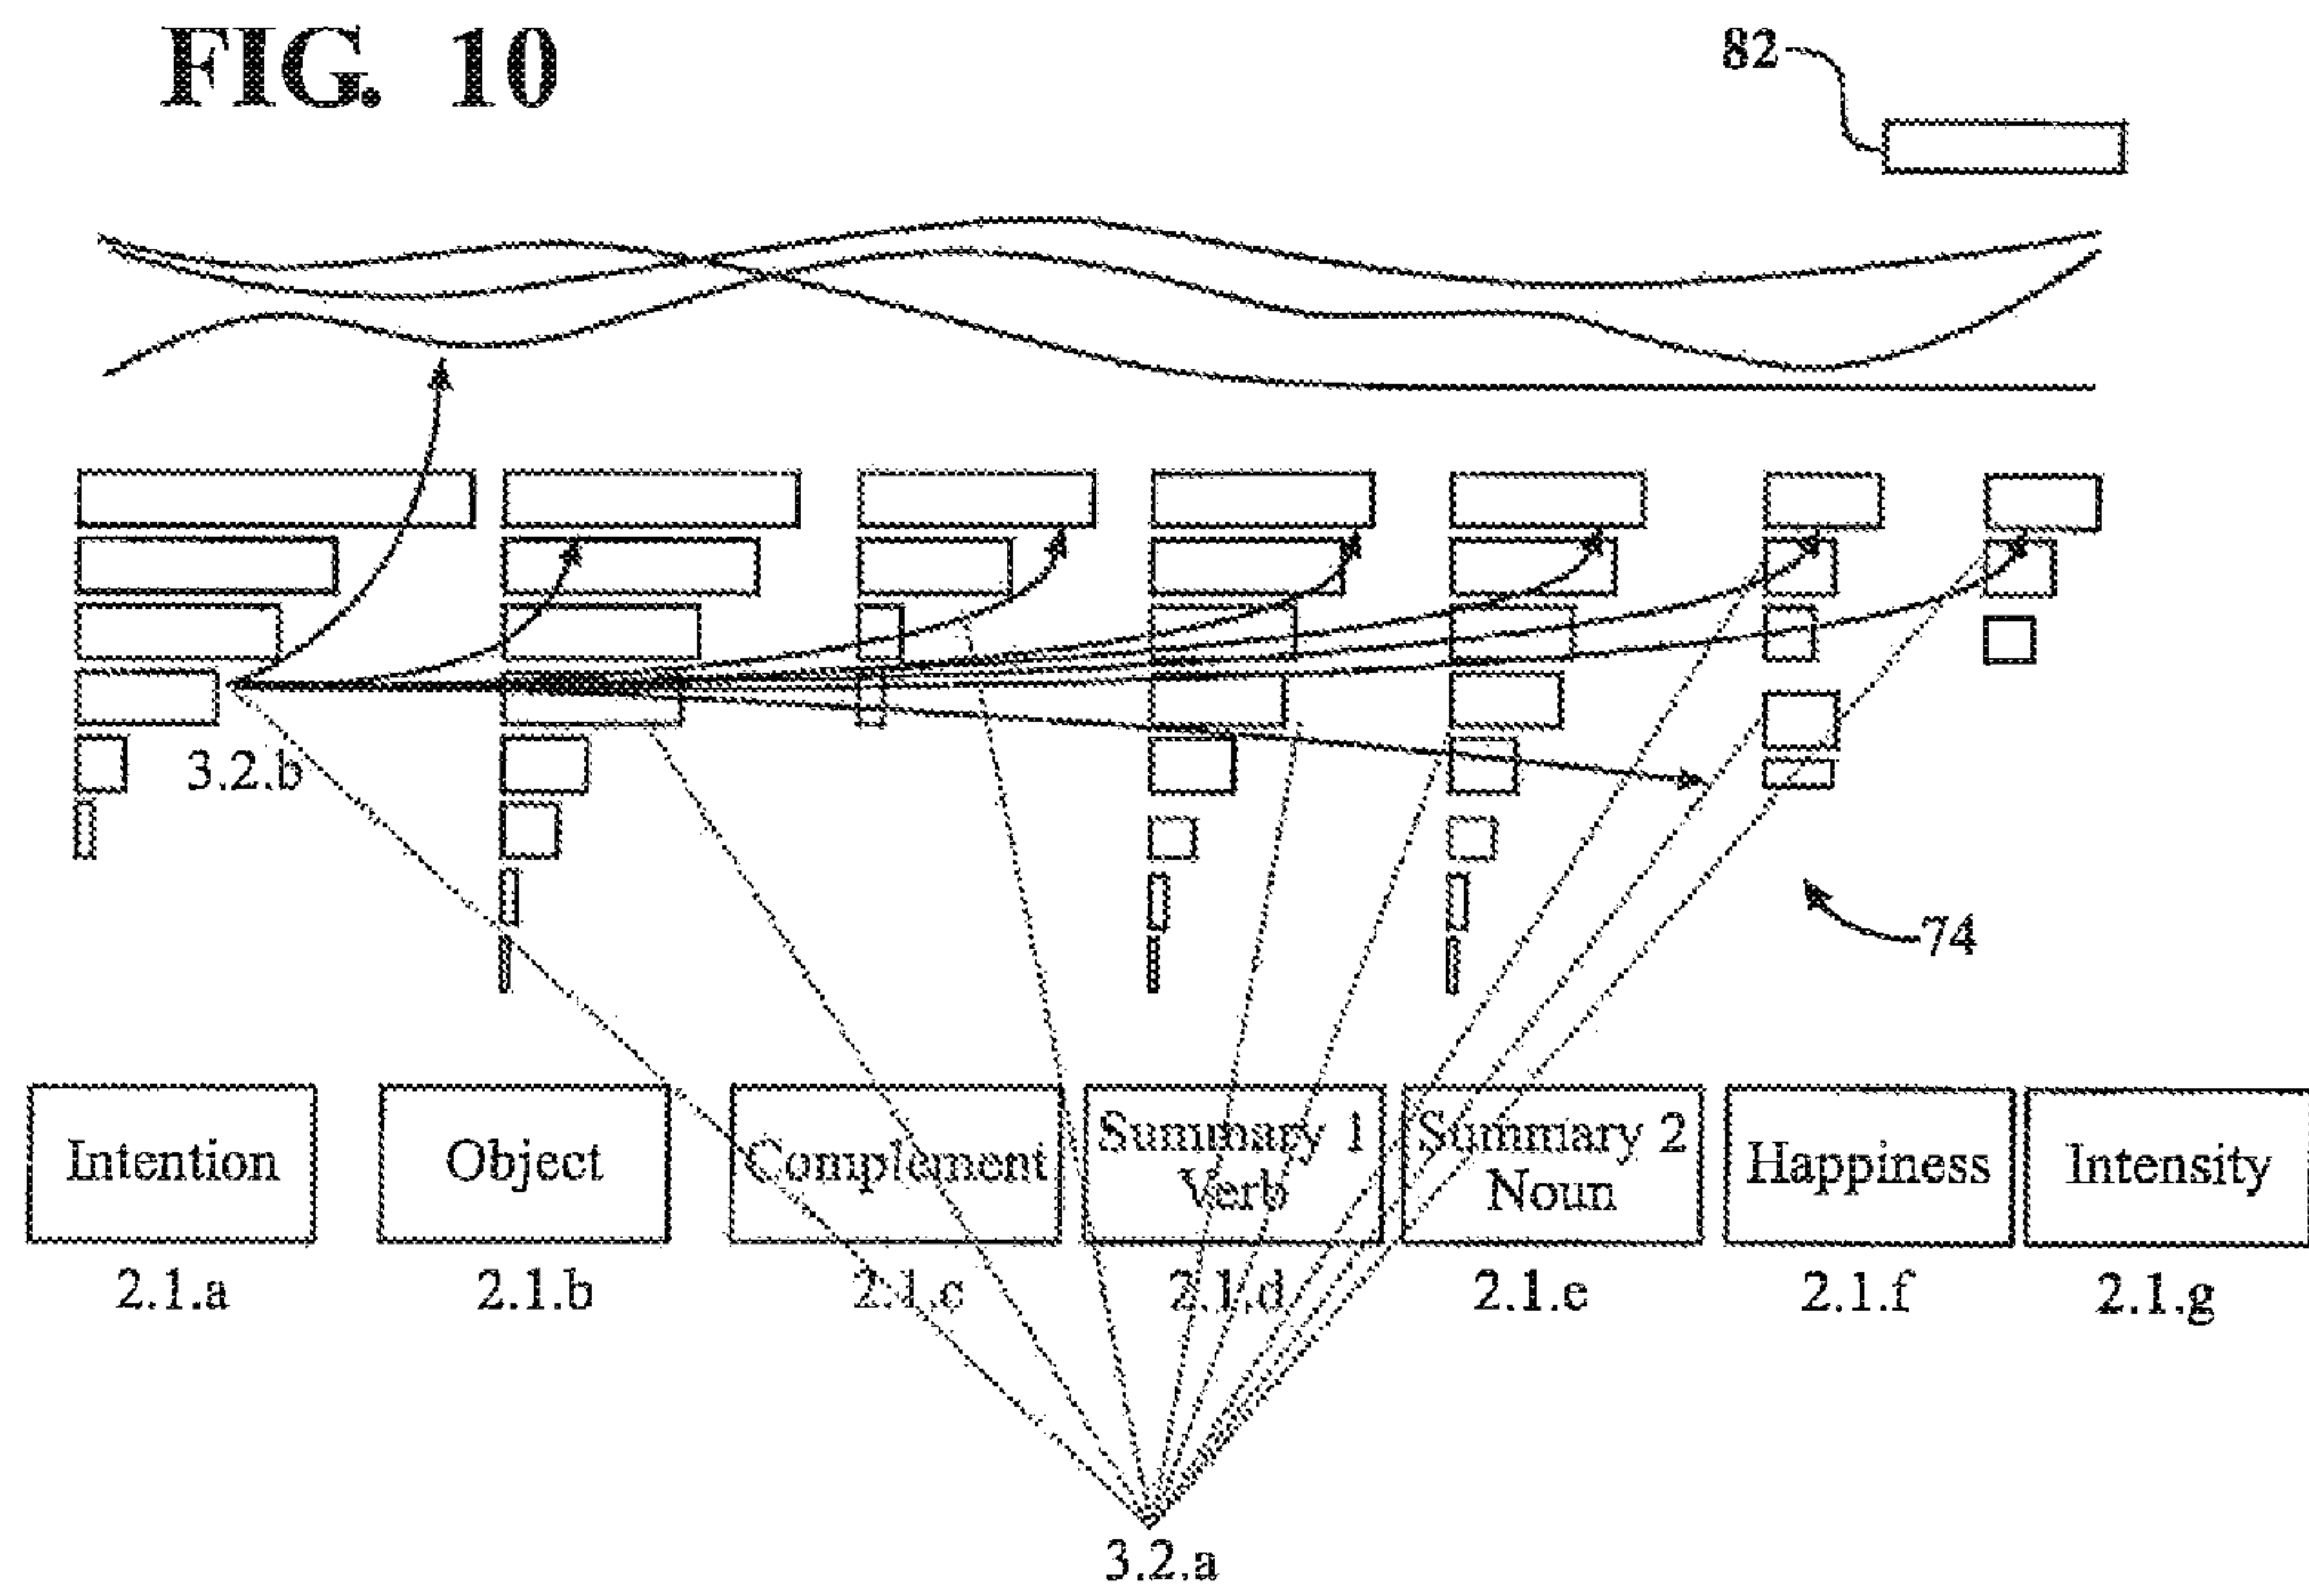 FIG. 10
82
3.2.b
74
Intention
Object
Complement
Summary 1
Verb
Summary 2
Noun
Happiness
Intensity
2.1.a
2.1.b
2.1.c
2.1.d
2.1.e
2.1.f
2.1.g
3.2.a